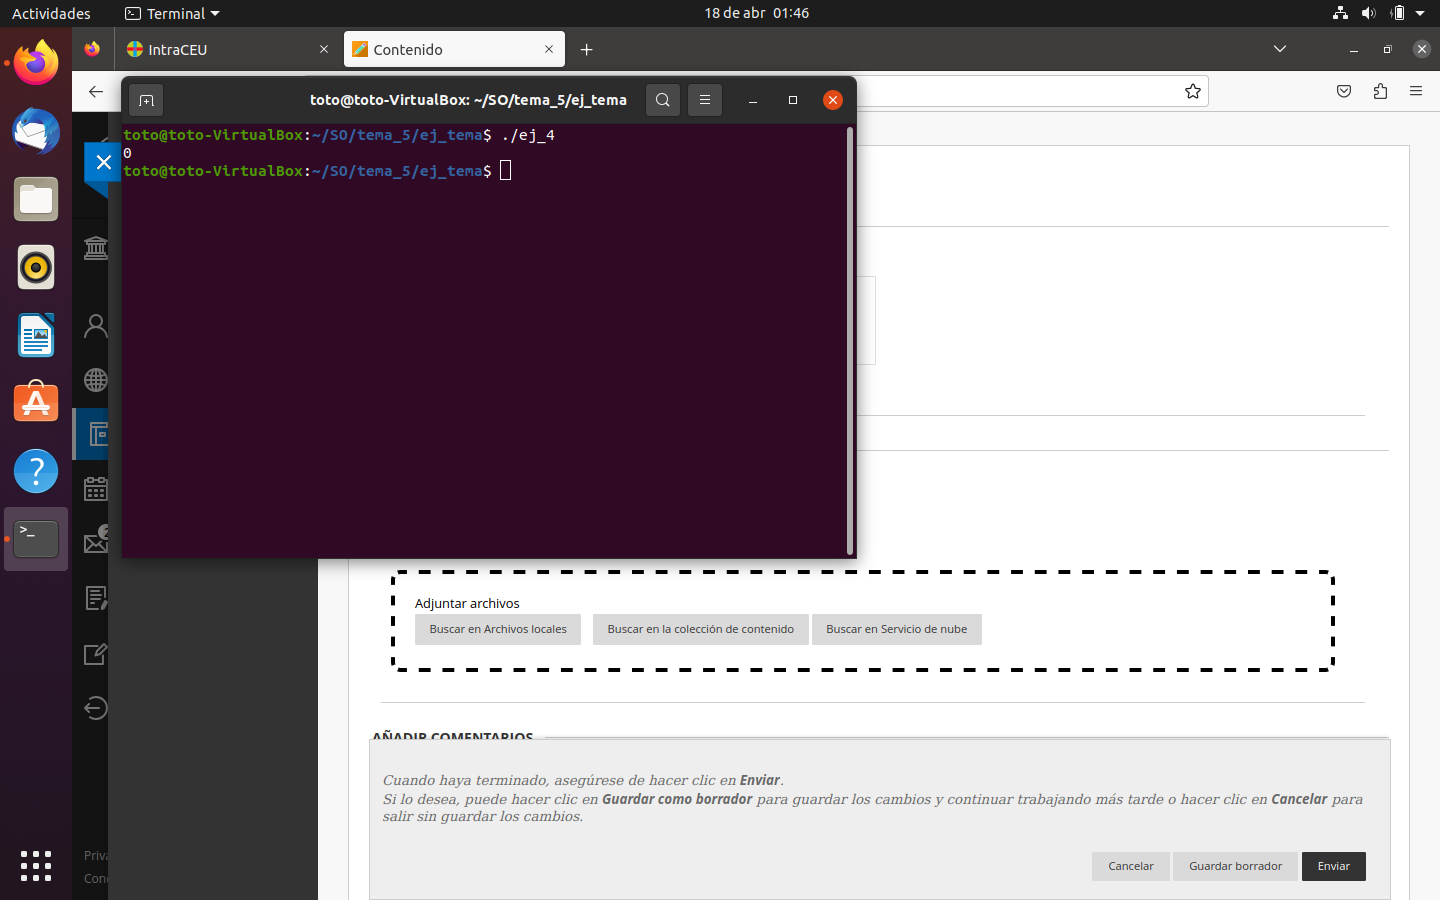 Actividades
Terminal
18 de abr 01:46
IntraCEU
Contenido
toto@toto-VirtualBox: ~/SO/tema_5/ej_tema
toto@toto-VirtualBox:~/SO/tema_5/ej_tema$ ./ej_4
0
toto@toto-VirtualBox:~/SO/tema_5/ej_tema$
Adjuntar archivos
Buscar en Archivos locales
Buscar en la colección de contenido
Buscar en Servicio de nube
AÑADIR COMENTARIOS
Cuando haya terminado, asegúrese de hacer clic en Enviar.
Si lo desea, puede hacer clic en Guardar como borrador para guardar los cambios y continuar trabajando más tarde o hacer clic en Cancelar para
salir sin guardar los cambios.
Cancelar
Guardar borrador
Enviar